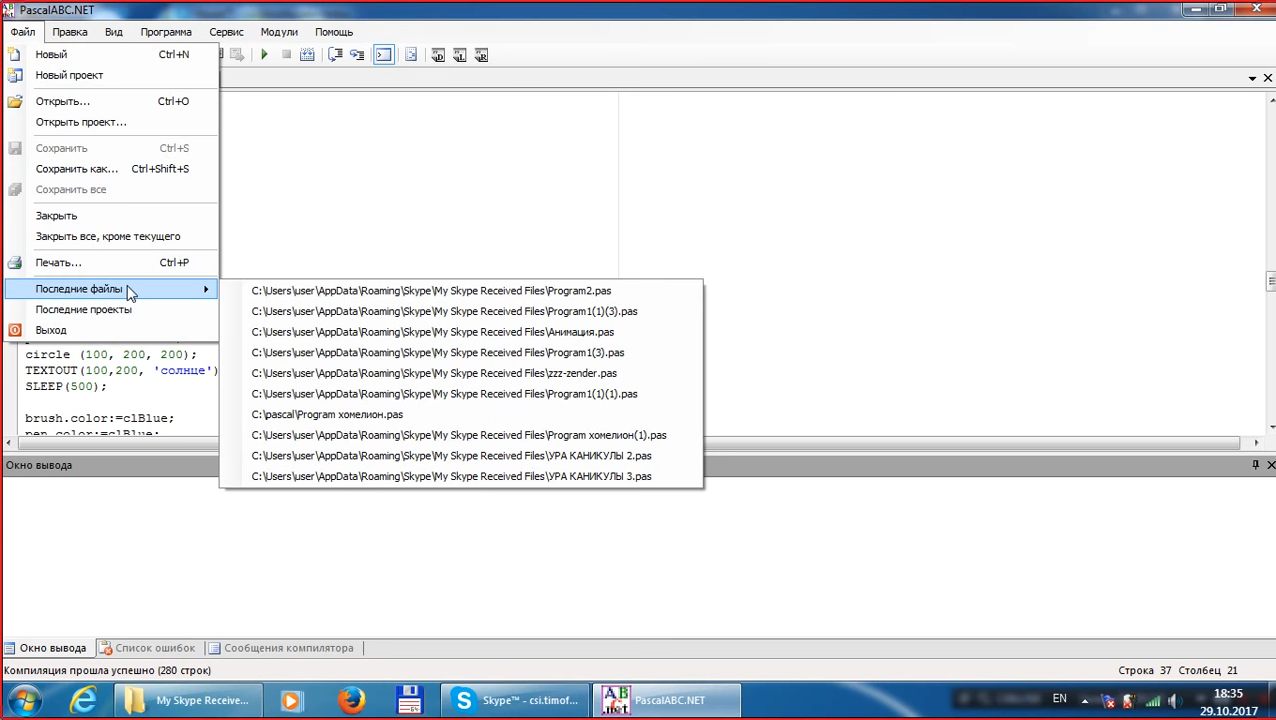 PascalABC.NET
Файл Правка Вид Программа Сервис Модули Помощь
Новый Ctrl+N
Новый проект
Открыть... Ctrl+O
Открыть проект...
Сохранить Ctrl+S
Сохранить как... Ctrl+Shift+S
Сохранить все
Закрыть
Закрыть все, кроме текущего
Печать... Ctrl+P
Последние файлы
Последние проекты
Выход
C:\Users\user\AppData\Roaming\Skype\My Skype Received Files\Program2.pas
C:\Users\user\AppData\Roaming\Skype\My Skype Received Files\Program1(1)(3).pas
C:\Users\user\AppData\Roaming\Skype\My Skype Received Files\Анимация.pas
C:\Users\user\AppData\Roaming\Skype\My Skype Received Files\Program1(3).pas
C:\Users\user\AppData\Roaming\Skype\My Skype Received Files\zzz-zender.pas
C:\Users\user\AppData\Roaming\Skype\My Skype Received Files\Program1(1)(1).pas
C:\pascal\Program хомелион.pas
C:\Users\user\AppData\Roaming\Skype\My Skype Received Files\Program хомелион(1).pas
C:\Users\user\AppData\Roaming\Skype\My Skype Received Files\УРА КАНИКУЛЫ 2.pas
C:\Users\user\AppData\Roaming\Skype\My Skype Received Files\УРА КАНИКУЛЫ 3.pas
circle (100, 200, 200);
TEXTOUT(100,200, 'солнце')
SLEEP(500);
brush.color:=clBlue;
pen.color:=clBlue;
Окно вывода
Окно вывода Список ошибок Сообщения компилятора
Компиляция прошла успешно (280 строк) Строка 37 Столбец 21
My Skype Receive... Skype™ - csi.timof... PascalABC.NET EN 18:35
29.10.2017